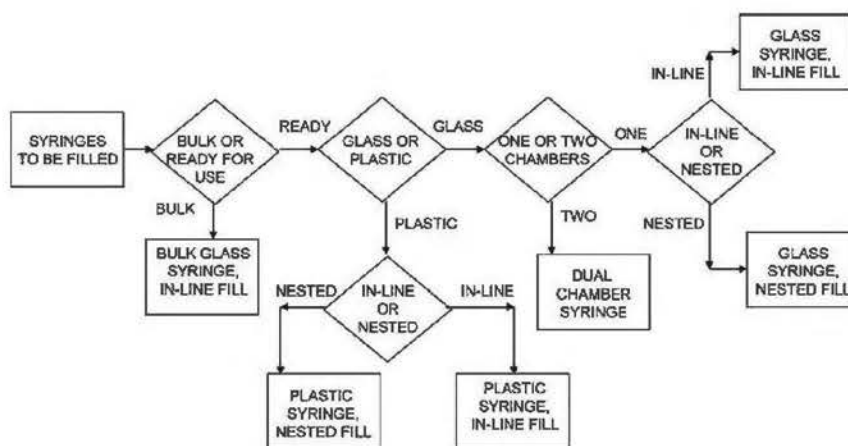 SYRINGES
TO BE FILLED
BULK OR
READY FOR
USE
READY
BULK
BULK GLASS
SYRINGE,
IN-LINE FILL
GLASS OR
PLASTIC
GLASS
PLASTIC
ONE OR TWO
CHAMBERS
ONE
TWO
DUAL
CHAMBER
SYRINGE
IN-LINE
OR
NESTED
IN-LINE
GLASS
SYRINGE,
IN-LINE FILL
NESTED
GLASS
SYRINGE,
NESTED FILL
IN-LINE
OR
NESTED
NESTED
IN-LINE
PLASTIC
SYRINGE,
NESTED FILL
PLASTIC
SYRINGE,
IN-LINE FILL